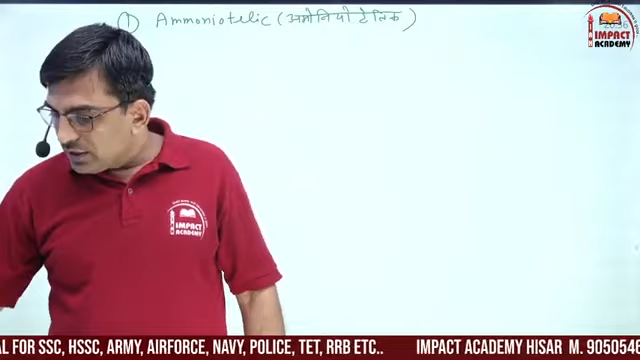 ① Ammoniotelic (अमोनियोटेलिक)
IMPACT
ACADEMY
IMPACT
ACADEMY
AL FOR SSC, HSSC, ARMY, AIRFORCE, NAVY, POLICE, TET, RRB ETC.. IMPACT ACADEMY HISAR M. 9050546